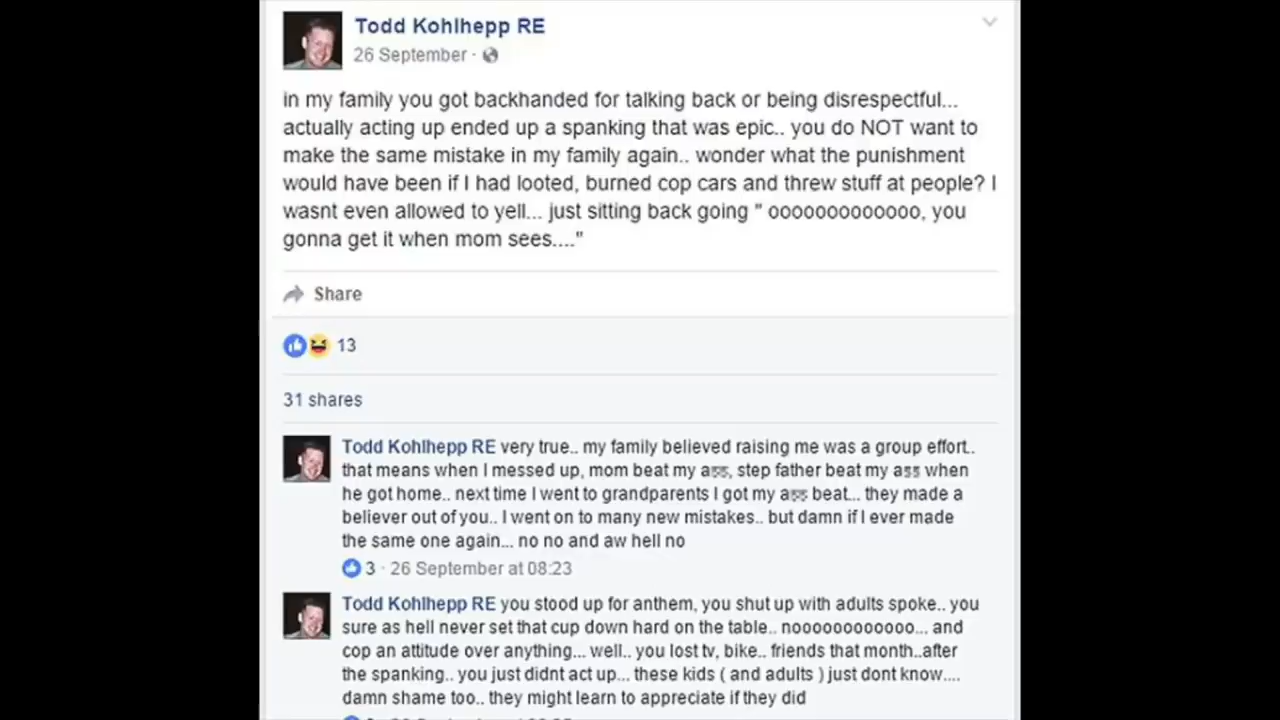 Todd Kohlhepp RE
26 September ·
in my family you got backhanded for talking back or being disrespectful...
actually acting up ended up a spanking that was epic.. you do NOT want to
make the same mistake in my family again.. wonder what the punishment
would have been if I had looted, burned cop cars and threw stuff at people? I
wasnt even allowed to yell... just sitting back going " ooooooooooooo, you
gonna get it when mom sees...."
Share
13
31 shares
Todd Kohlhepp RE very true.. my family believed raising me was a group effort..
that means when I messed up, mom beat my a$$, step father beat my a$$ when
he got home.. next time I went to grandparents I got my a$$ beat... they made a
believer out of you.. I went on to many new mistakes.. but damn if I ever made
the same one again... no no and aw hell no
3 · 26 September at 08:23
Todd Kohlhepp RE you stood up for anthem, you shut up with adults spoke.. you
sure as hell never set that cup down hard on the table.. noooooooooooo... and
cop an attitude over anything... well.. you lost tv, bike.. friends that month..after
the spanking.. you just didnt act up... these kids ( and adults ) just dont know....
damn shame too.. they might learn to appreciate if they did